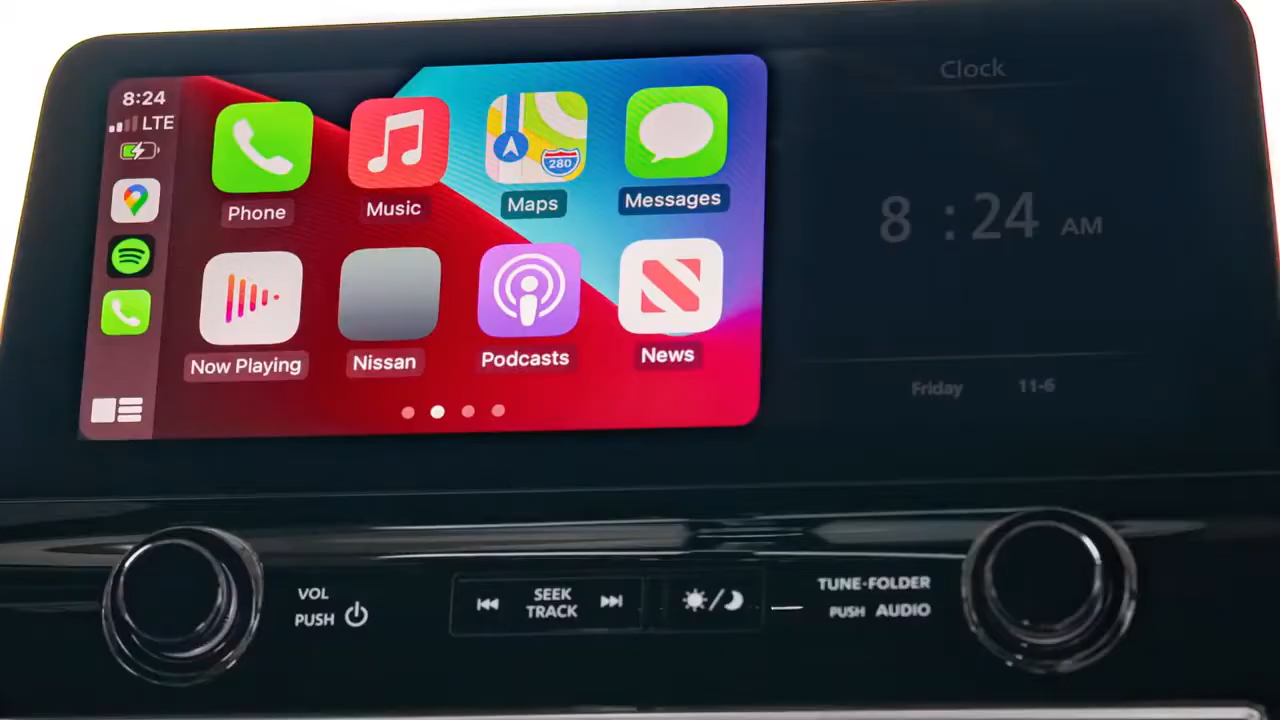 8:24
LTE
Phone
Music
280
Maps
Messages
Now Playing
Nissan
Podcasts
News
Clock
8 : 24 AM
Friday 11-6
VOL
PUSH
SEEK
TRACK
TUNE·FOLDER
PUSH AUDIO